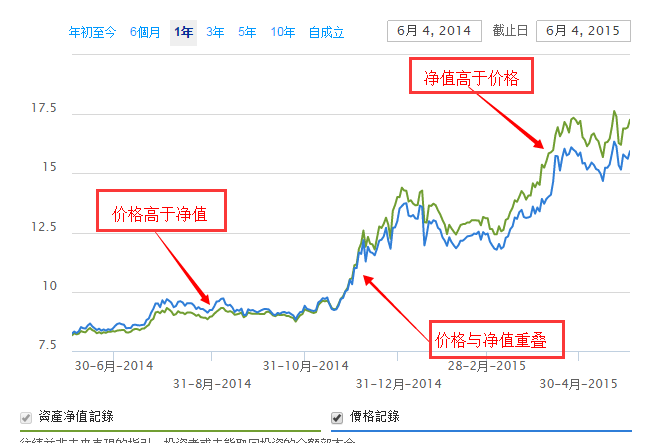 年初至今 6個月 1年 3年 5年 10年 自成立 6月 4, 2014 截止日 6月 4, 2015
净值高于价格
17.5
15
价格高于净值
12.5
10
价格与净值重叠
7.5
30-6月-2014 31-10月-2014 28-2月-2015 30-4月-2015
31-8月-2014 31-12月-2014
資產净值記錄 價格記錄